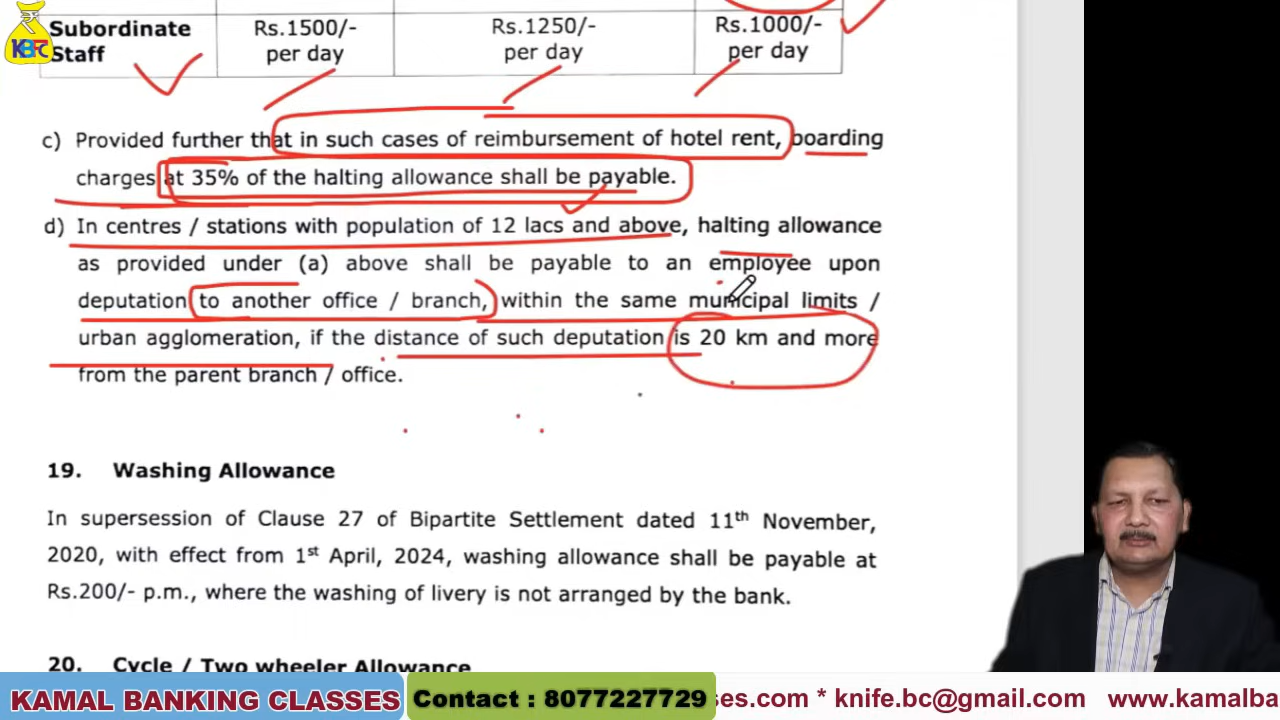 KBFC
Subordinate Staff
Rs.1500/- per day
Rs.1250/- per day
Rs.1000/- per day
c) Provided further that in such cases of reimbursement of hotel rent, boarding
charges at 35% of the halting allowance shall be payable.
d) In centres / stations with population of 12 lacs and above, halting allowance
as provided under (a) above shall be payable to an employee upon
deputation to another office / branch, within the same municipal limits /
urban agglomeration, if the distance of such deputation is 20 km and more
from the parent branch / office.
19. Washing Allowance
In supersession of Clause 27 of Bipartite Settlement dated 11th November,
2020, with effect from 1st April, 2024, washing allowance shall be payable at
Rs.200/- p.m., where the washing of livery is not arranged by the bank.
20. Cycle / Two wheeler Allowance
KAMAL BANKING CLASSES Contact : 8077227729 ses.com * knife.bc@gmail.com www.kamalba